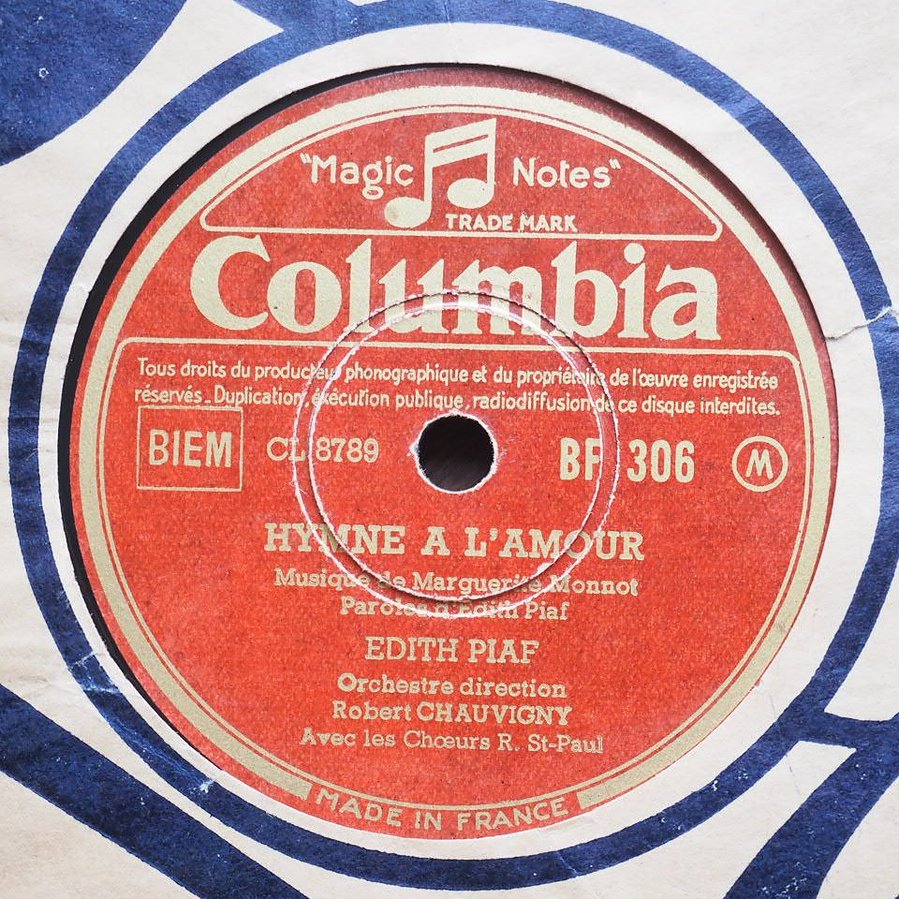 "Magic Notes"
TRADE MARK
Columbia
Tous droits du producteur phonographique et du propriétaire de l'œuvre enregistrée
réservés_Duplication, exécution publique, radiodiffusion de ce disque interdites.
BIEM CL 8789 BF 306 M
HYMNE A L'AMOUR
Musique de Marguerite Monnot
Paroles d'Edith Piaf
EDITH PIAF
Orchestre direction
Robert CHAUVIGNY
Avec les Chœurs R. St-Paul
MADE IN FRANCE